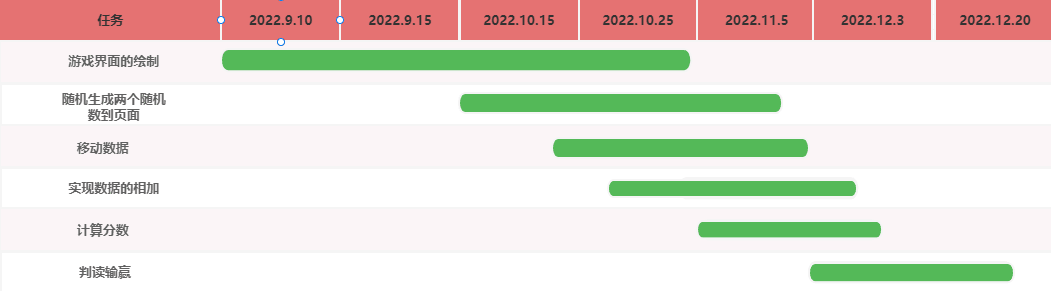 任务 2022.9.10 2022.9.15 2022.10.15 2022.10.25 2022.11.5 2022.12.3 2022.12.20
游戏界面的绘制
随机生成两个随机
数到页面
移动数据
实现数据的相加
计算分数
判读输赢